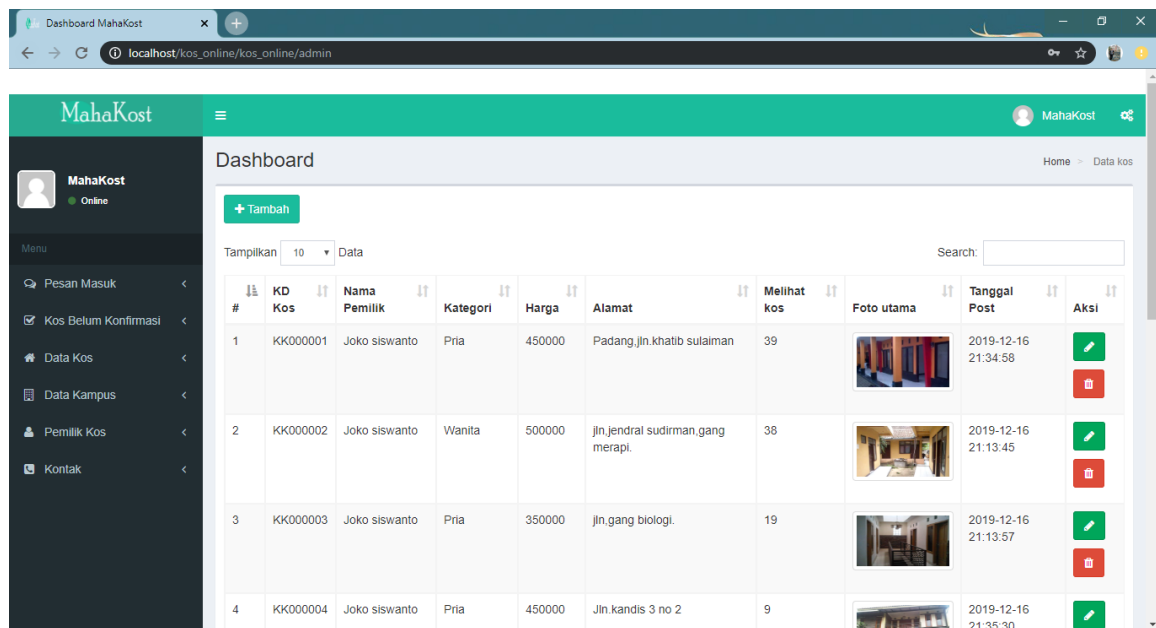 Dashboard MahaKost
localhost/kos_online/kos_online/admin
MahaKost
MahaKost
Dashboard
Home > Data kos
MahaKost
Online
Menu
Pesan Masuk
Kos Belum Konfirmasi
Data Kos
Data Kampus
Pemilik Kos
Kontak
+ Tambah
Tampilkan 10 Data
Search:
# KD Kos Nama Pemilik Kategori Harga Alamat Melihat kos Foto utama Tanggal Post Aksi
1 KK000001 Joko siswanto Pria 450000 Padang,jln.khatib sulaiman 39 2019-12-16
21:34:58
2 KK000002 Joko siswanto Wanita 500000 jln,jendral sudirman,gang 38 2019-12-16
merapi. 21:13:45
3 KK000003 Joko siswanto Pria 350000 jln,gang biologi. 19 2019-12-16
21:13:57
4 KK000004 Joko siswanto Pria 450000 Jln.kandis 3 no 2 9 2019-12-16
21:35:30